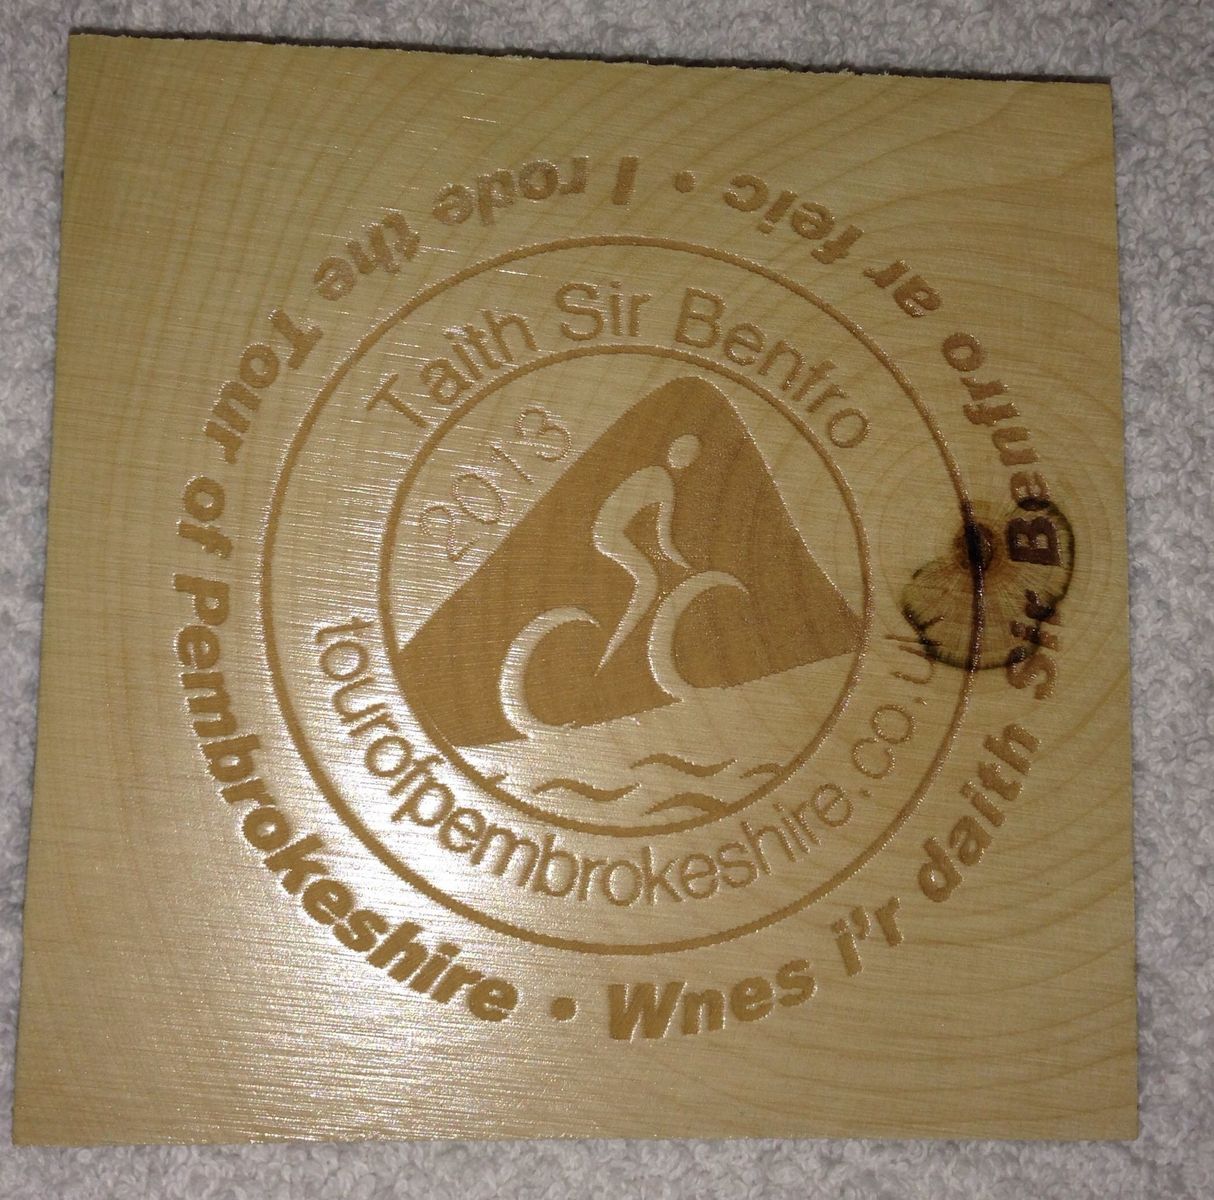 I rode the Tour of Pembrokeshire •
Wnes i'r daith Sir Benfro ar feic •
Taith Sir Benfro
2013
tourofpembrokeshire.co.uk